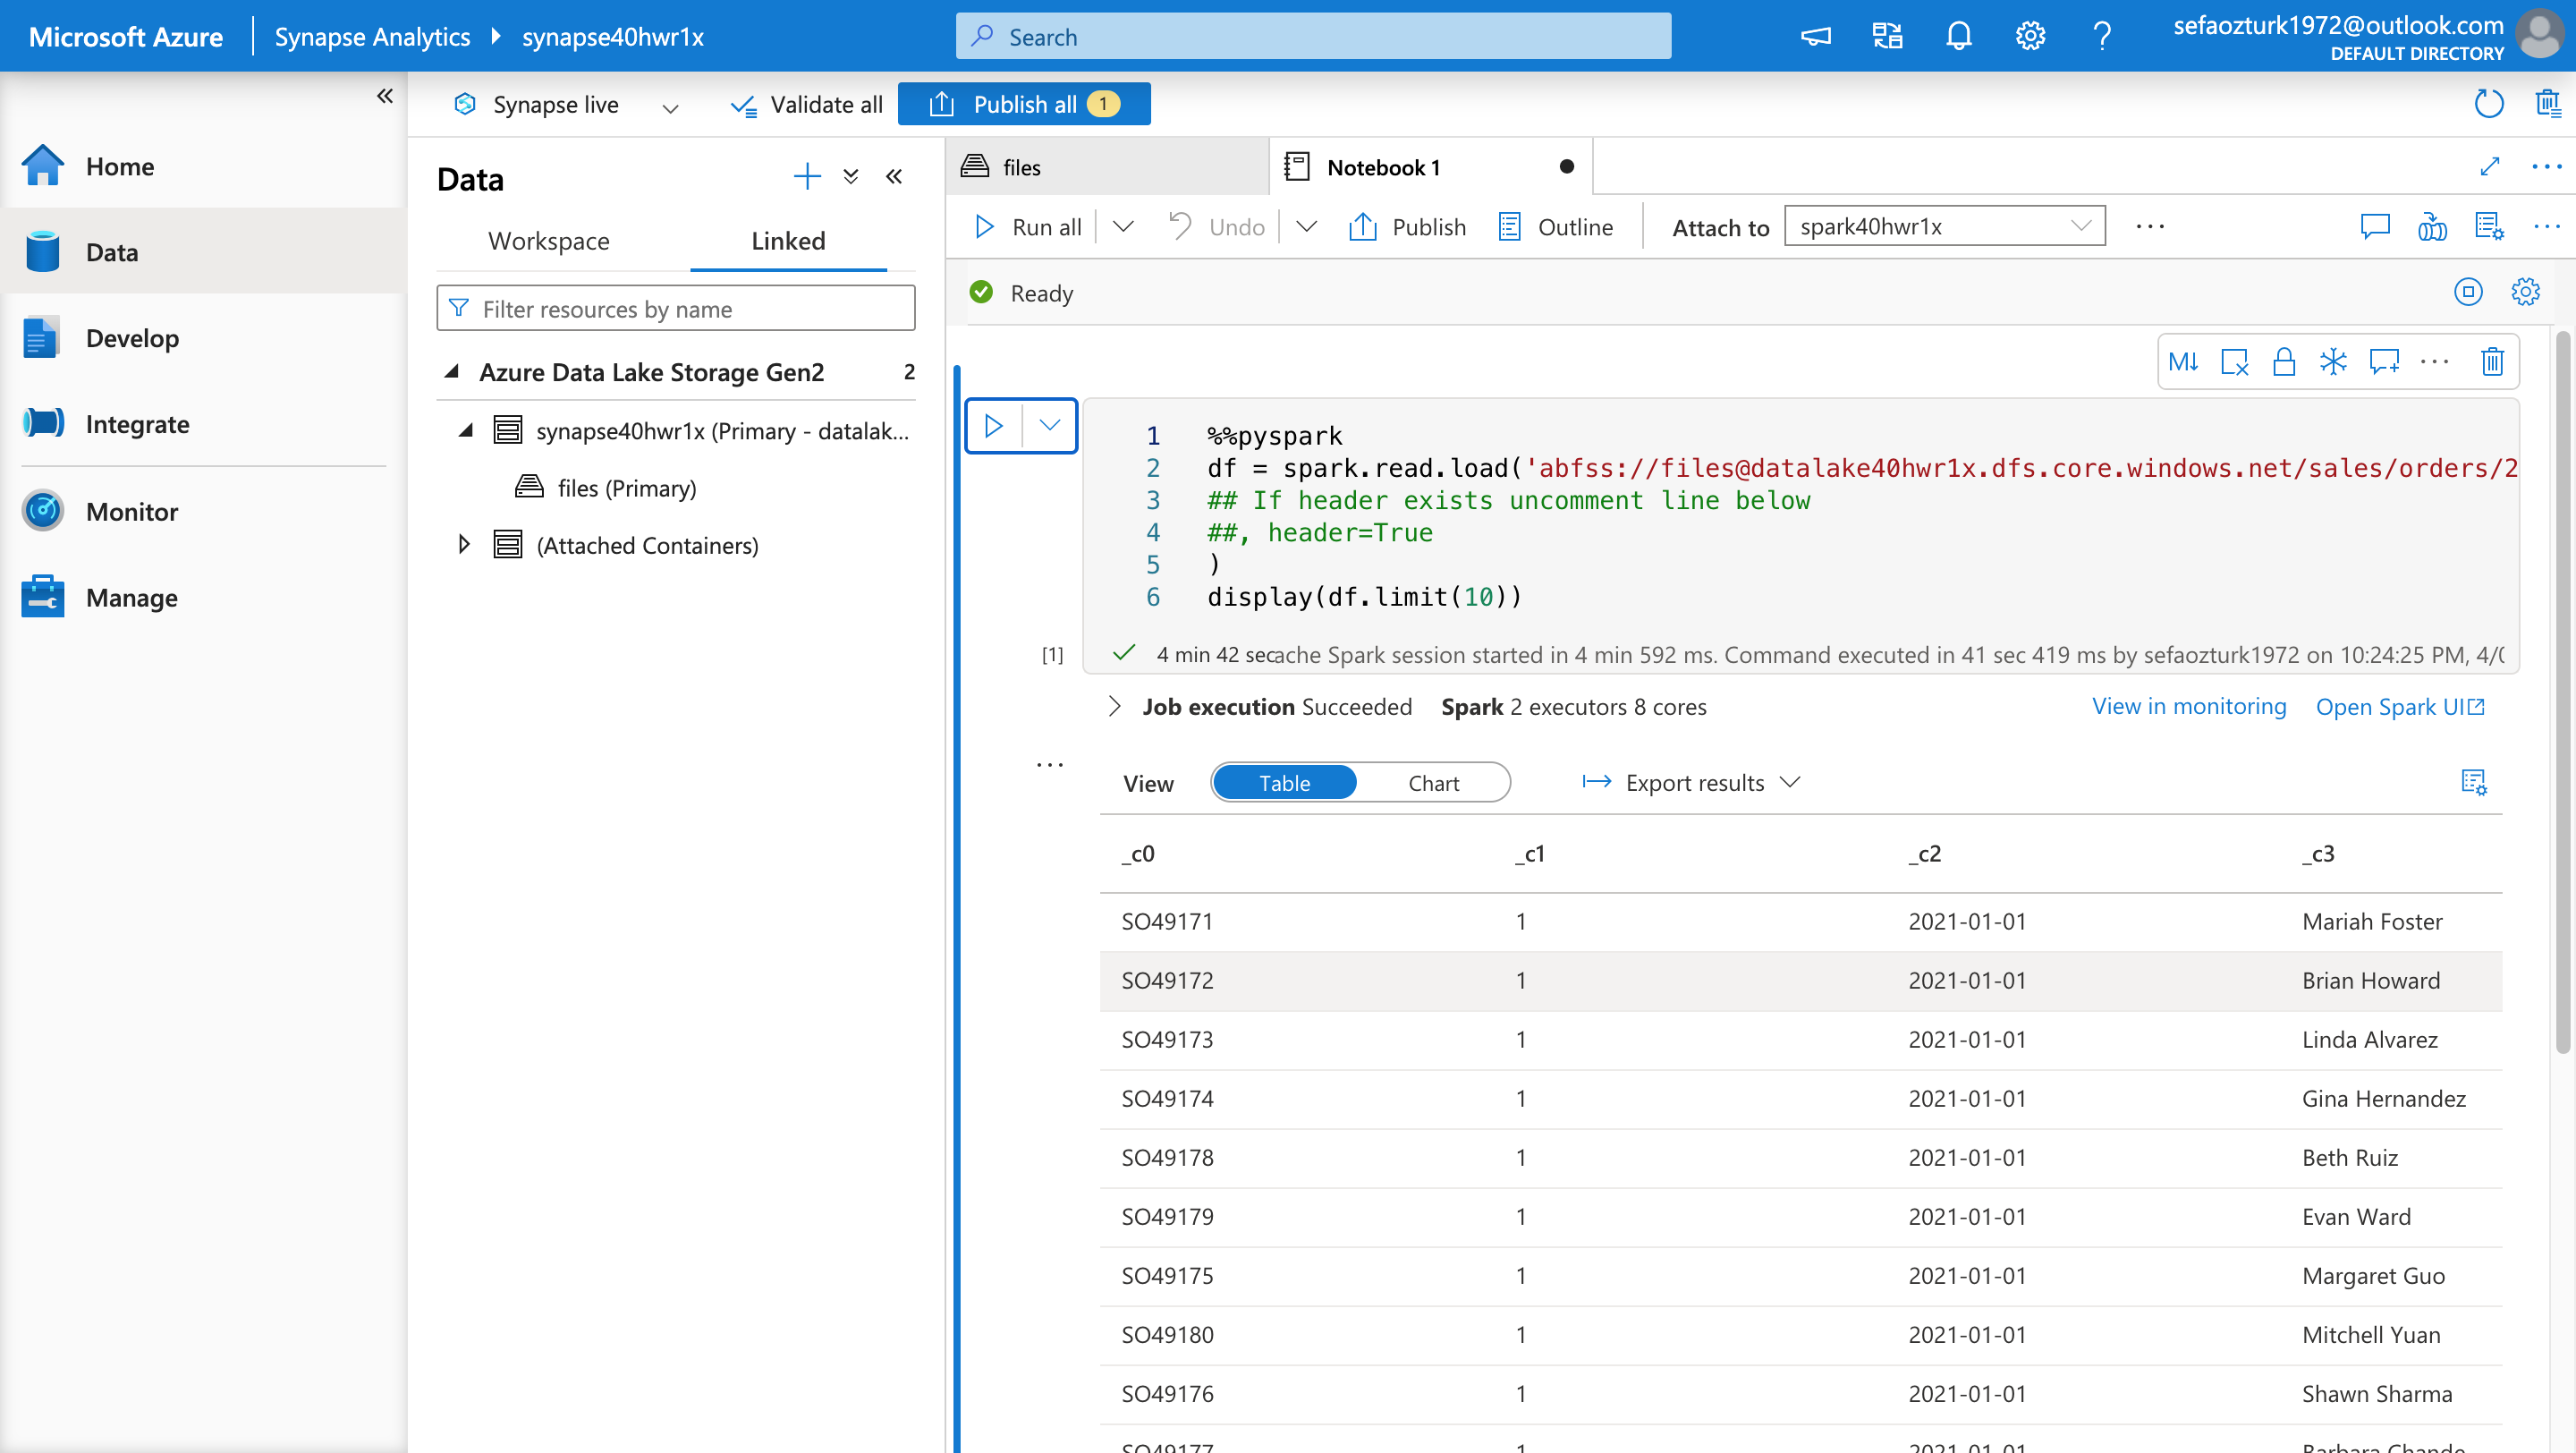 Microsoft Azure
Synapse Analytics
synapse40hwr1x
Search
sefaozturk1972@outlook.com
DEFAULT DIRECTORY
Synapse live
Validate all
Publish all 1
Home
Data
Develop
Integrate
Monitor
Manage
Data
Workspace
Linked
Filter resources by name
Azure Data Lake Storage Gen2 2
synapse40hwr1x (Primary - datalak...
files (Primary)
(Attached Containers)
files
Notebook 1
Run all
Undo
Publish
Outline
Attach to
spark40hwr1x
Ready
M↓
1 %%pyspark
2 df = spark.read.load('abfss://files@datalake40hwr1x.dfs.core.windows.net/sales/orders/2
3 ## If header exists uncomment line below
4 ##, header=True
5 )
6 display(df.limit(10))
[1]
4 min 42 sec ache Spark session started in 4 min 592 ms. Command executed in 41 sec 419 ms by sefaozturk1972 on 10:24:25 PM, 4/
Job execution Succeeded Spark 2 executors 8 cores
View in monitoring
Open Spark UI
View
Table
Chart
Export results
_c0 _c1 _c2 _c3
SO49171 1 2021-01-01 Mariah Foster
SO49172 1 2021-01-01 Brian Howard
SO49173 1 2021-01-01 Linda Alvarez
SO49174 1 2021-01-01 Gina Hernandez
SO49178 1 2021-01-01 Beth Ruiz
SO49179 1 2021-01-01 Evan Ward
SO49175 1 2021-01-01 Margaret Guo
SO49180 1 2021-01-01 Mitchell Yuan
SO49176 1 2021-01-01 Shawn Sharma
SO49177 1 2021-01-01 Barbara Chande